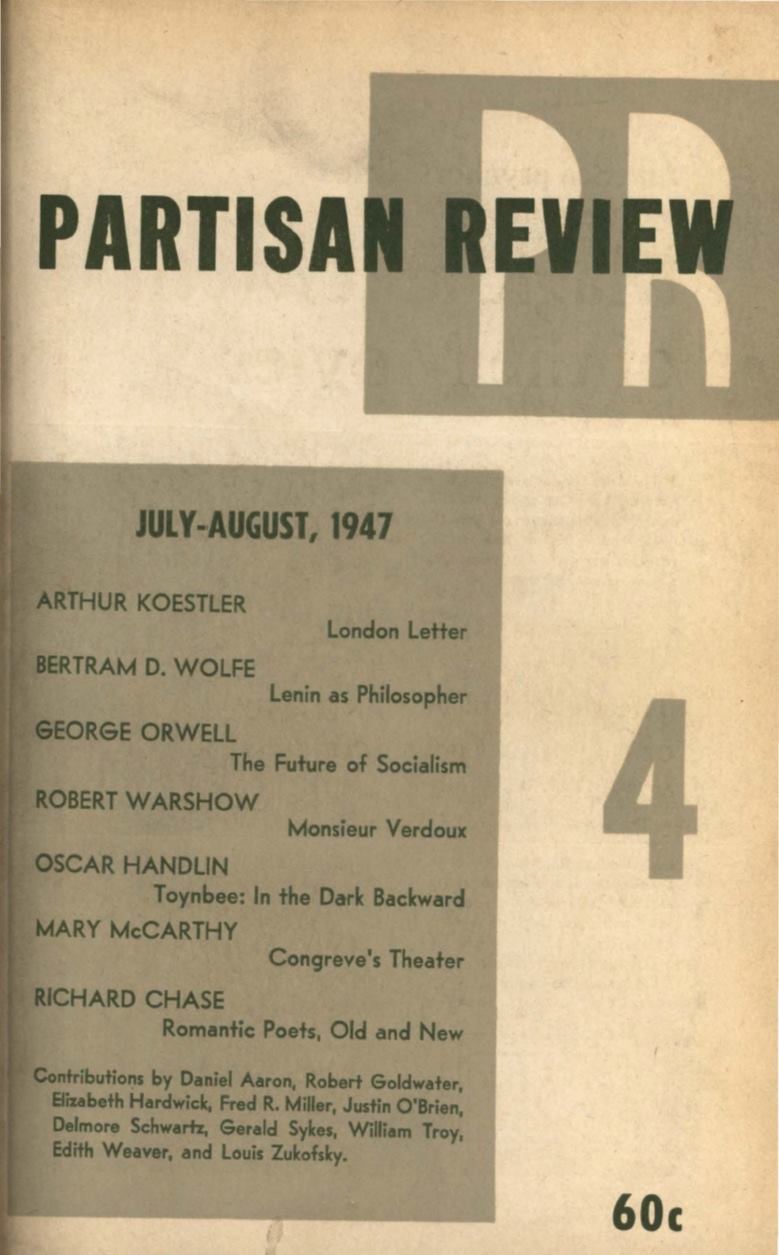 PR
PARTISAN REVIEW
JULY-AUGUST, 1947
ARTHUR KOESTLER
London Letter
BERTRAM D. WOLFE
Lenin as Philosopher
GEORGE ORWELL
The Future of Socialism
ROBERT WARSHOW
Monsieur Verdoux
OSCAR HANDLIN
Toynbee: In the Dark Backward
MARY McCARTHY
Congreve's Theater
RICHARD CHASE
Romantic Poets, Old and New
Contributions by Daniel Aaron, Robert Goldwater,
Elizabeth Hardwick, Fred R. Miller, Justin O'Brien,
Delmore Schwartz, Gerald Sykes, William Troy,
Edith Weaver, and Louis Zukofsky.
4
60c